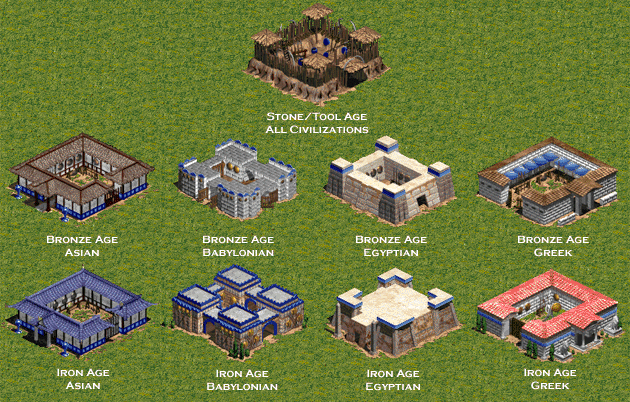 Stone/Tool Age
All Civilizations
Bronze Age
Asian
Bronze Age
Babylonian
Bronze Age
Egyptian
Bronze Age
Greek
Iron Age
Asian
Iron Age
Babylonian
Iron Age
Egyptian
Iron Age
Greek